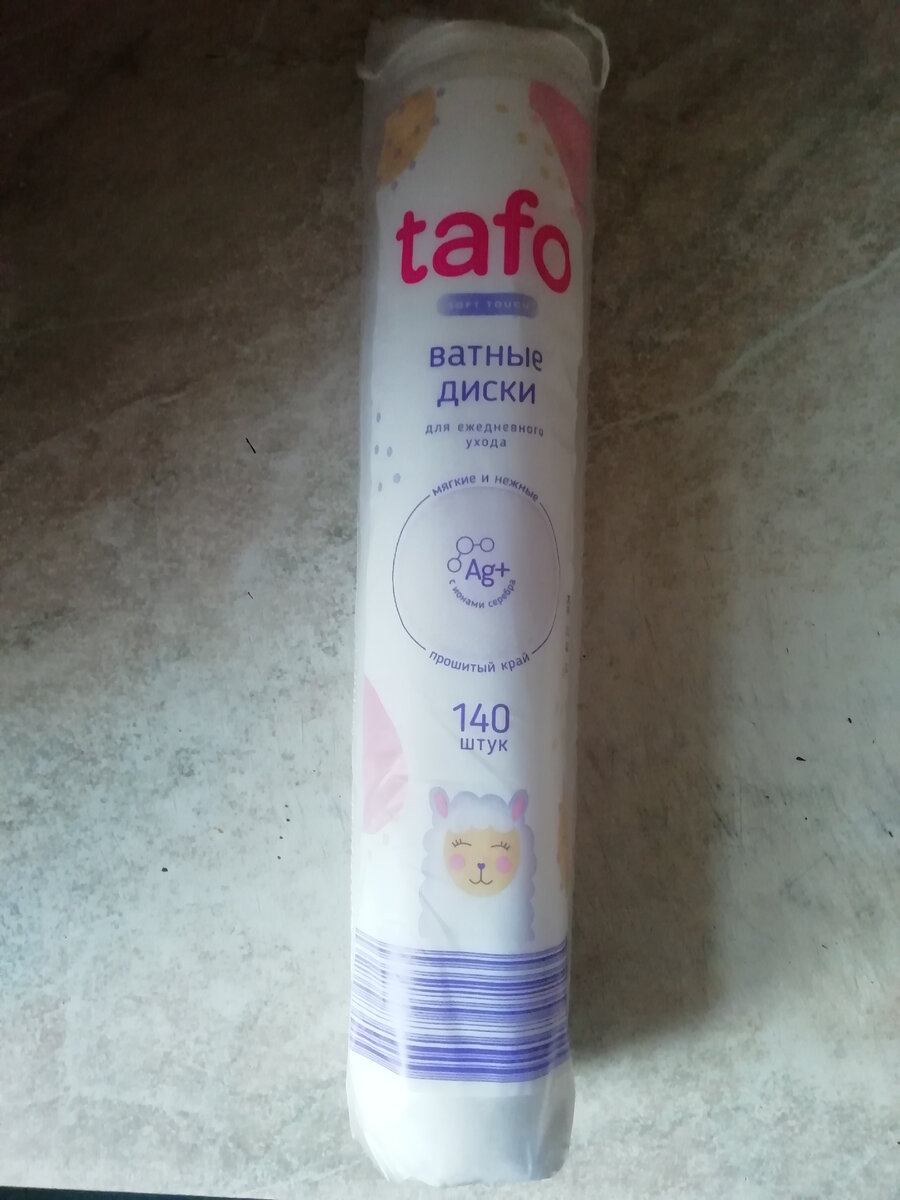 tafo
SOFT TOUCH
ватные
диски
для ежедневного
ухода
мягкие и нежные
Ag+
с ионами серебра
прошитый край
140
штук